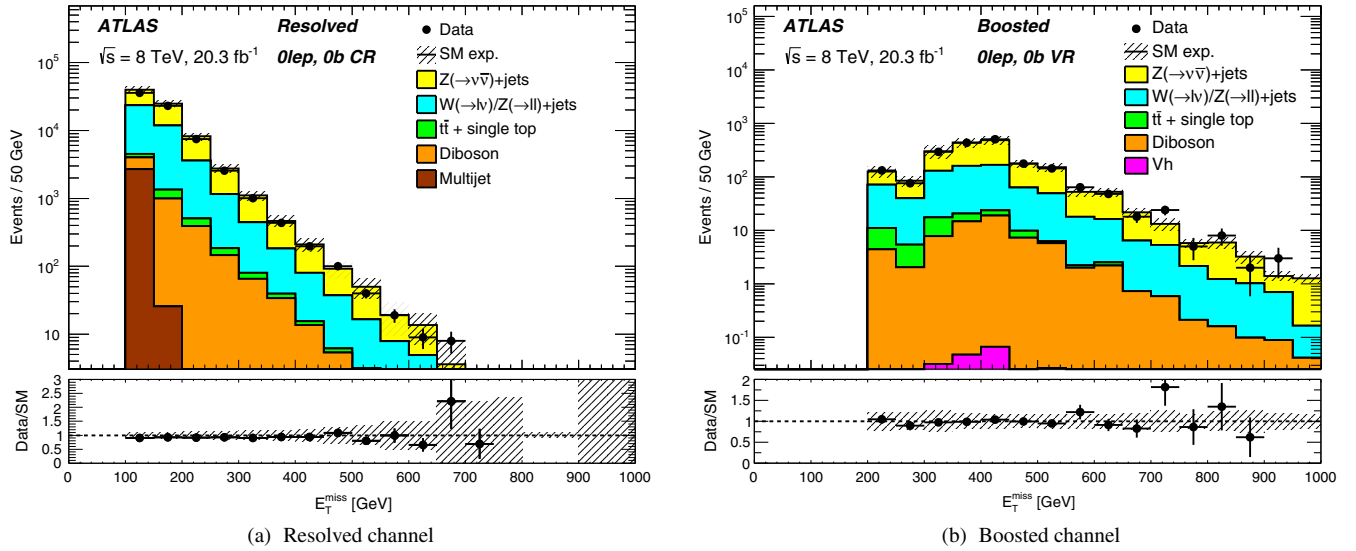 ATLAS Resolved
√s = 8 TeV, 20.3 fb⁻¹ 0lep, 0b CR
Data
SM exp.
Z(→νν̄)+jets
W(→lν)/Z(→ll)+jets
tt̄ + single top
Diboson
Multijet
Events / 50 GeV
10⁵
10⁴
10³
10²
10
Data/SM
3
2.5
2
1.5
1
0.5
0
0 100 200 300 400 500 600 700 800 900 1000
E_T^miss [GeV]
(a) Resolved channel
ATLAS Boosted
√s = 8 TeV, 20.3 fb⁻¹ 0lep, 0b VR
Data
SM exp.
Z(→νν̄)+jets
W(→lν)/Z(→ll)+jets
tt̄ + single top
Diboson
Vh
Events / 50 GeV
10⁵
10⁴
10³
10²
10
1
10⁻¹
Data/SM
2
1.5
1
0.5
0
0 100 200 300 400 500 600 700 800 900 1000
E_T^miss [GeV]
(b) Boosted channel